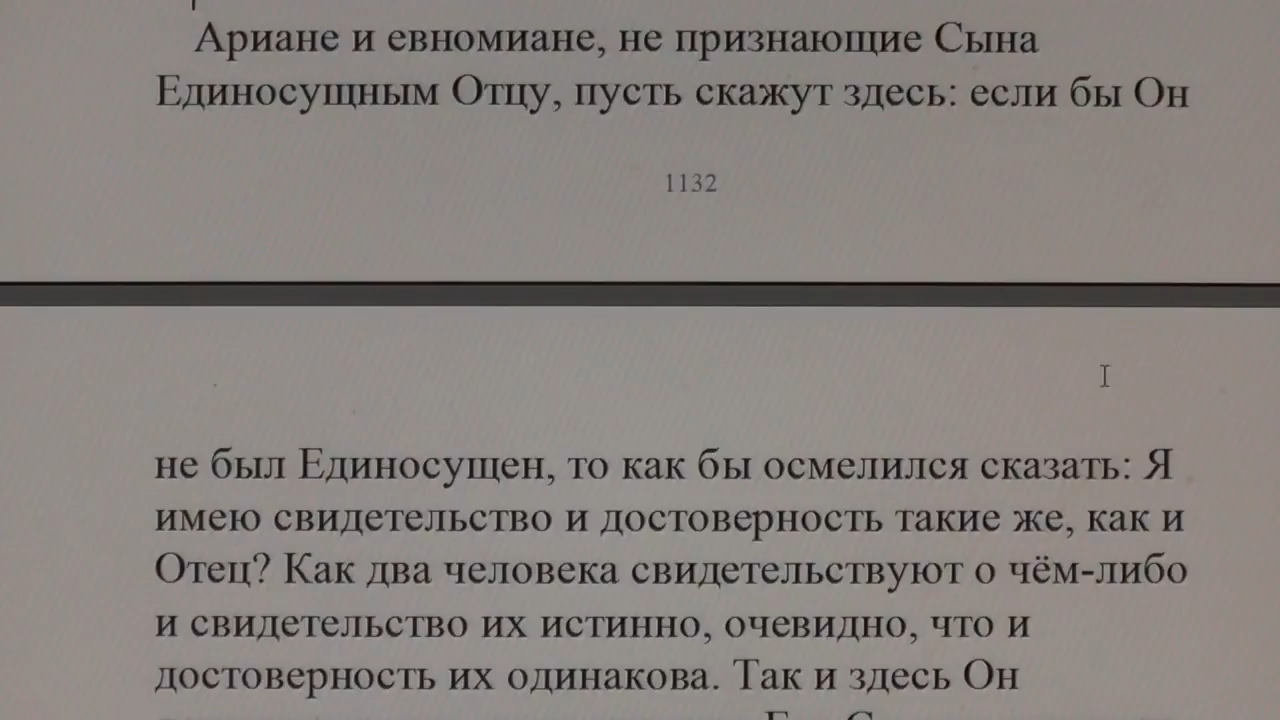 Ариане и евномиане, не признающие Сына
Единосущным Отцу, пусть скажут здесь: если бы Он
1132
не был Единосущен, то как бы осмелился сказать: Я
имею свидетельство и достоверность такие же, как и
Отец? Как два человека свидетельствуют о чём-либо
и свидетельство их истинно, очевидно, что и
достоверность их одинакова. Так и здесь Он